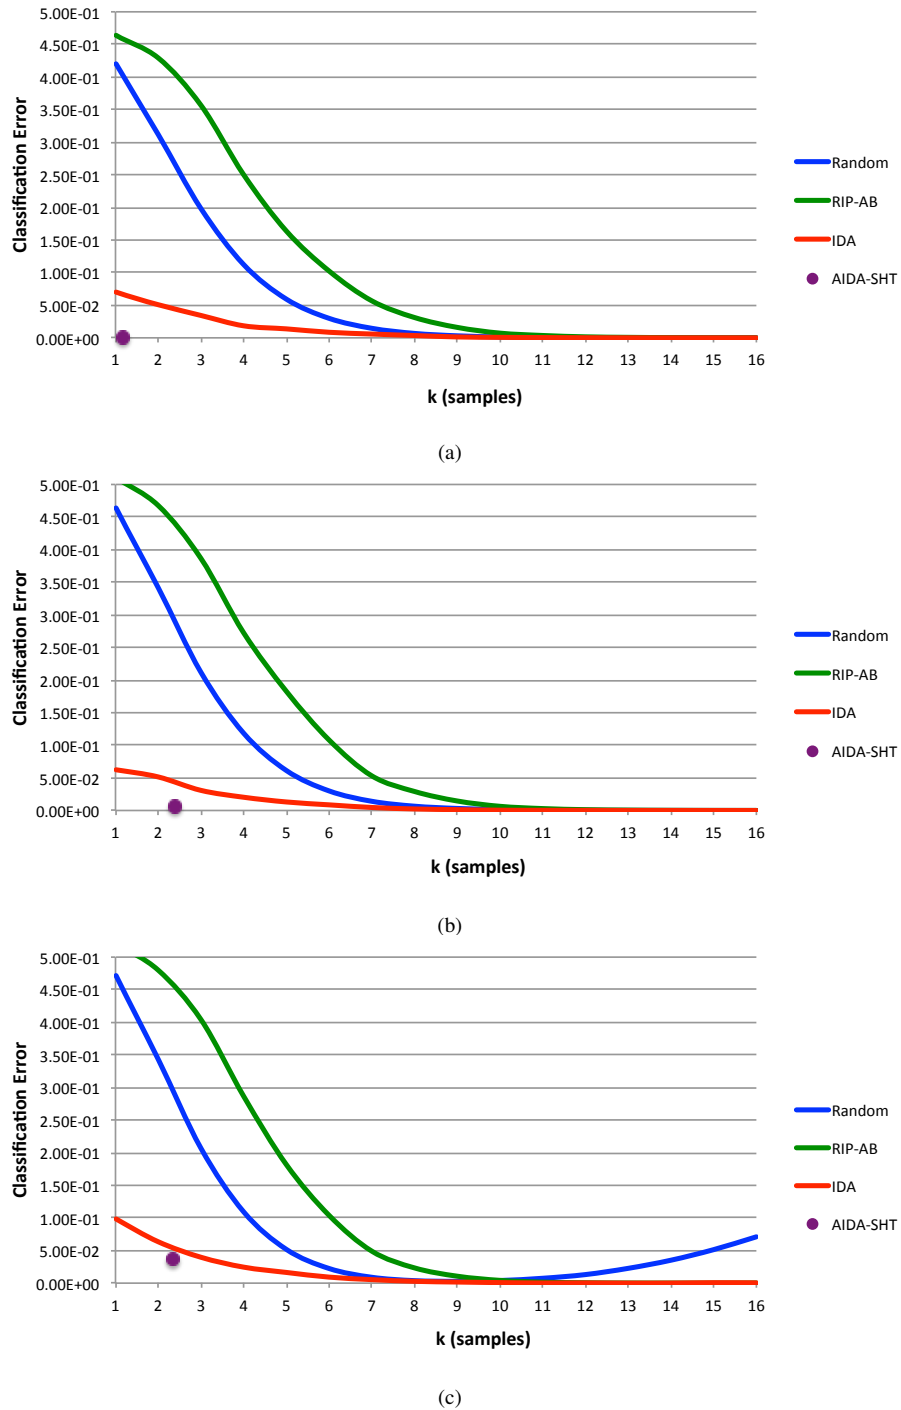 5.00E-01
4.50E-01
4.00E-01
3.50E-01
3.00E-01
2.50E-01
2.00E-01
1.50E-01
1.00E-01
5.00E-02
0.00E+00
Classification Error
1 2 3 4 5 6 7 8 9 10 11 12 13 14 15 16
k (samples)
Random
RIP-AB
IDA
AIDA-SHT
(a)
5.00E-01
4.50E-01
4.00E-01
3.50E-01
3.00E-01
2.50E-01
2.00E-01
1.50E-01
1.00E-01
5.00E-02
0.00E+00
Classification Error
1 2 3 4 5 6 7 8 9 10 11 12 13 14 15 16
k (samples)
Random
RIP-AB
IDA
AIDA-SHT
(b)
5.00E-01
4.50E-01
4.00E-01
3.50E-01
3.00E-01
2.50E-01
2.00E-01
1.50E-01
1.00E-01
5.00E-02
0.00E+00
Classification Error
1 2 3 4 5 6 7 8 9 10 11 12 13 14 15 16
k (samples)
Random
RIP-AB
IDA
AIDA-SHT
(c)